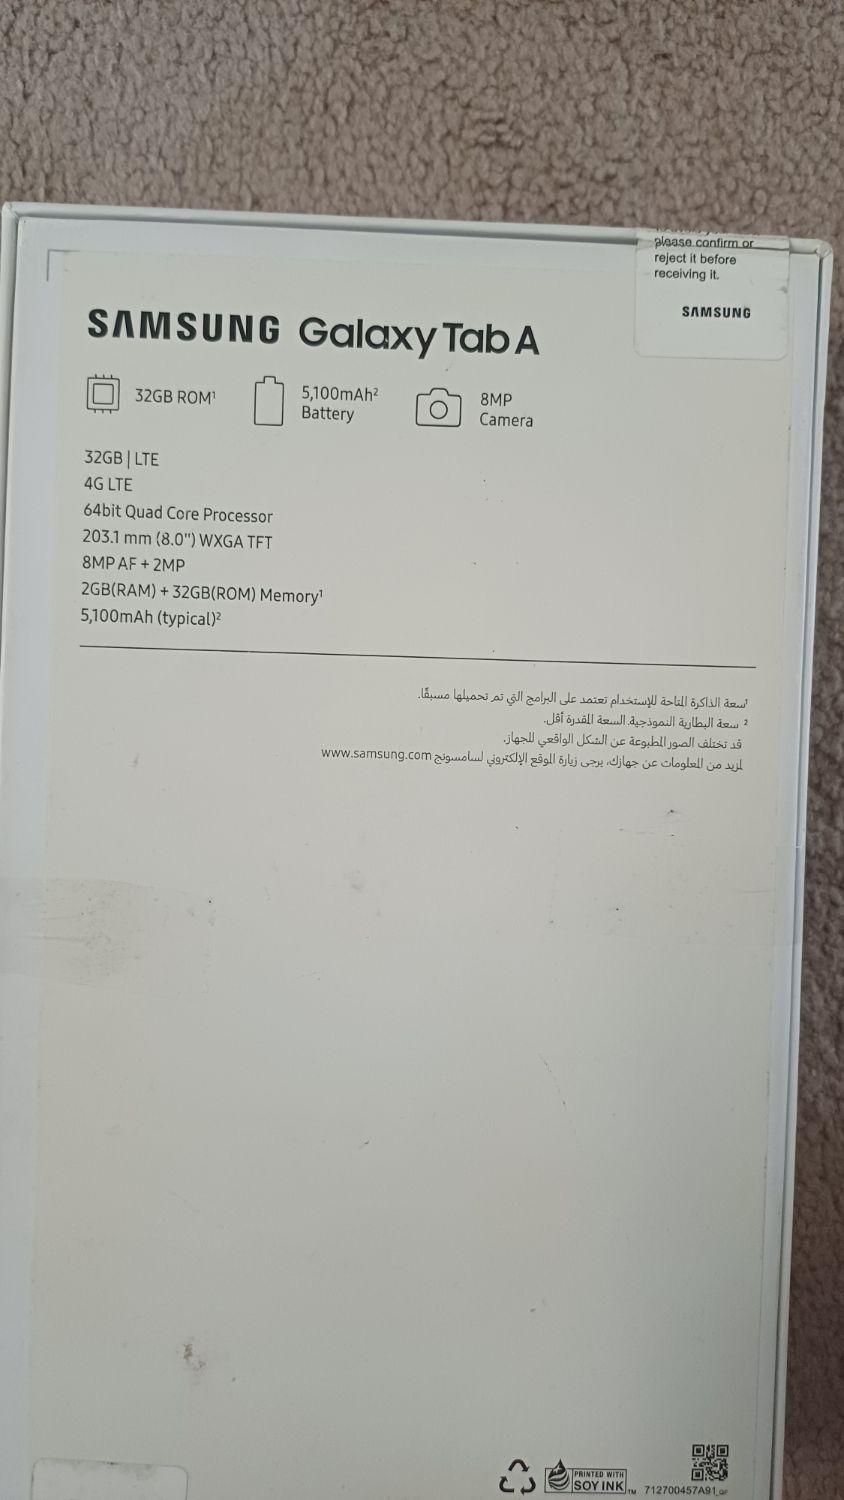 please confirm or
reject it before
receiving it.
SAMSUNG
SAMSUNG Galaxy Tab A
32GB ROM¹
5,100mAh²
Battery
8MP
Camera
32GB | LTE
4G LTE
64bit Quad Core Processor
203.1 mm (8.0") WXGA TFT
8MP AF + 2MP
2GB(RAM) + 32GB(ROM) Memory¹
5,100mAh (typical)²
¹سعة الذاكرة المتاحة للإستخدام تعتمد على البرامج التي تم تحميلها مسبقًا.
² سعة البطارية النموذجية. السعة المقدرة أقل.
قد تختلف الصور المطبوعة عن الشكل الواقعي للجهاز.
لمزيد من المعلومات عن جهازك، يرجى زيارة الموقع الإلكتروني لسامسونج www.samsung.com
PRINTED WITH
SOY INK TM
712700457A91_QF